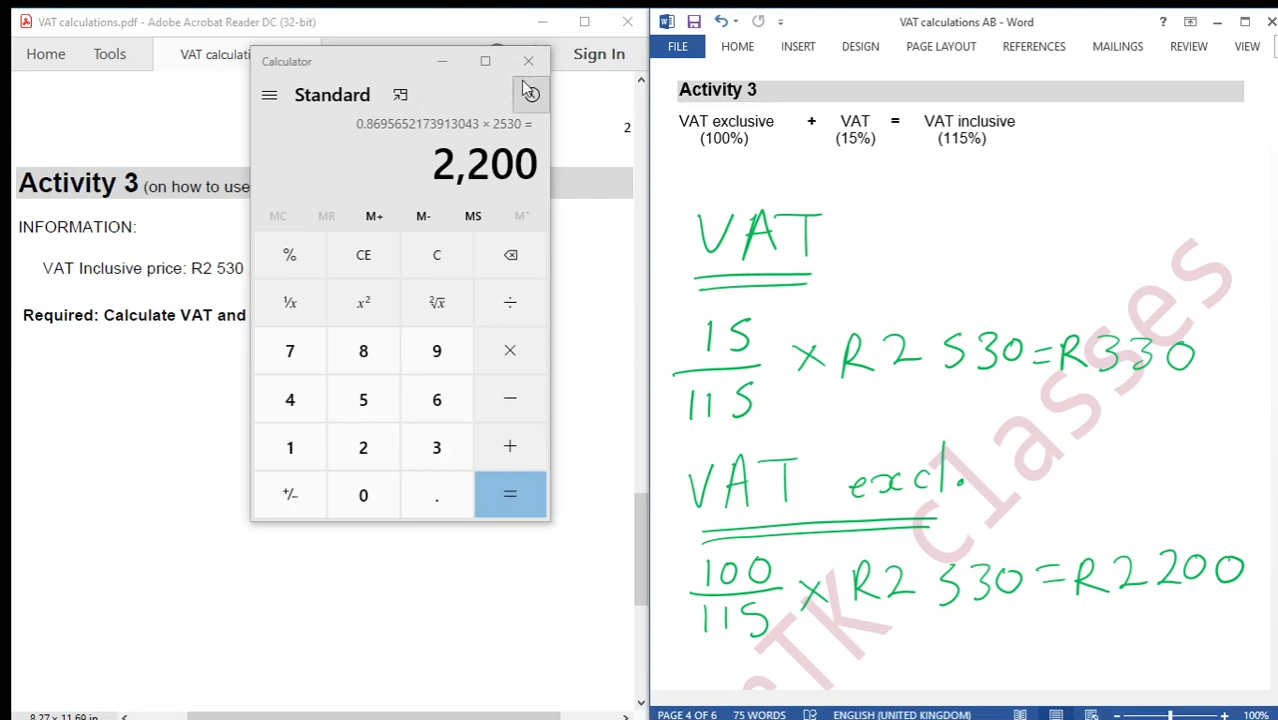 VAT calculations.pdf - Adobe Acrobat Reader DC (32-bit)
Home Tools VAT calculati Sign In
2
Activity 3 (on how to use
INFORMATION:
VAT Inclusive price: R2 530
Required: Calculate VAT and
8.27 x 11.69 in
Calculator
Standard
0.8695652173913043 × 2530 =
2,200
MC MR M+ M- MS M˅
% CE C
¹/x x² ²√x ÷
7 8 9 ×
4 5 6 −
1 2 3 +
+/− 0 . =
VAT calculations AB - Word
FILE HOME INSERT DESIGN PAGE LAYOUT REFERENCES MAILINGS REVIEW VIEW
Activity 3
VAT exclusive + VAT = VAT inclusive
(100%) (15%) (115%)
VAT
15/115 × R2 530 = R330
VAT excl.
100/115 × R2 530 = R2 200
TK classes
PAGE 4 OF 6 75 WORDS ENGLISH (UNITED KINGDOM) 100%